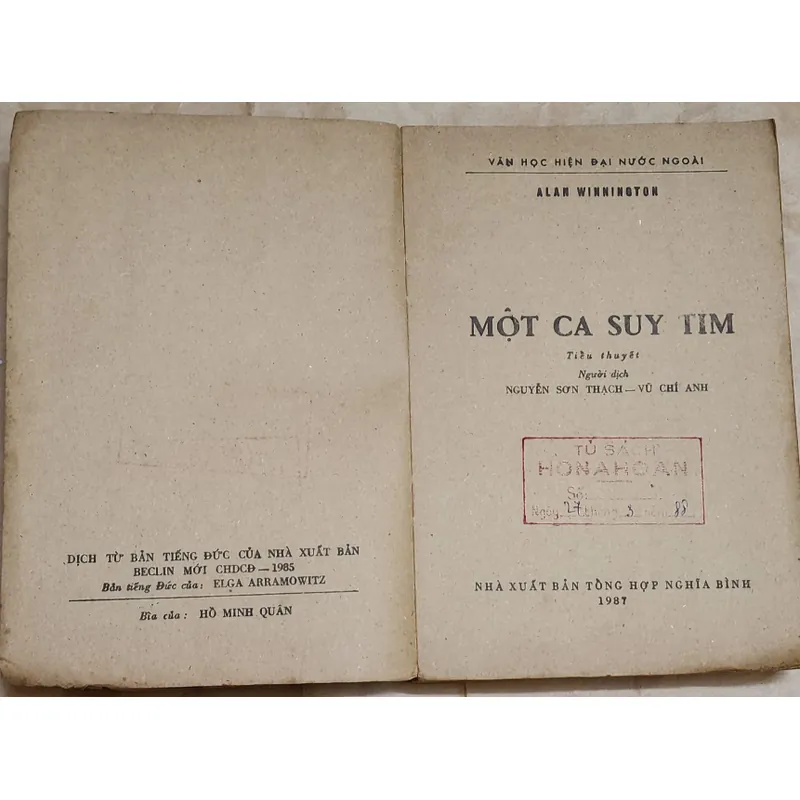 DỊCH TỪ BẢN TIẾNG ĐỨC CỦA NHÀ XUẤT BẢN
BECLIN MỚI CHDCĐ — 1985
Bản tiếng Đức của: ELGA ARRAMOWITZ
Bìa của: HỒ MINH QUÂN
VĂN HỌC HIỆN ĐẠI NƯỚC NGOÀI
ALAN WINNINGTON
MỘT CA SUY TIM
Tiểu thuyết
Người dịch
NGUYỄN SƠN THẠCH — VŨ CHÍ ANH
TỦ SÁCH
HONAHOAN
Số:
Ngày 27 tháng 3 năm 88
NHÀ XUẤT BẢN TỔNG HỢP NGHĨA BÌNH
1987